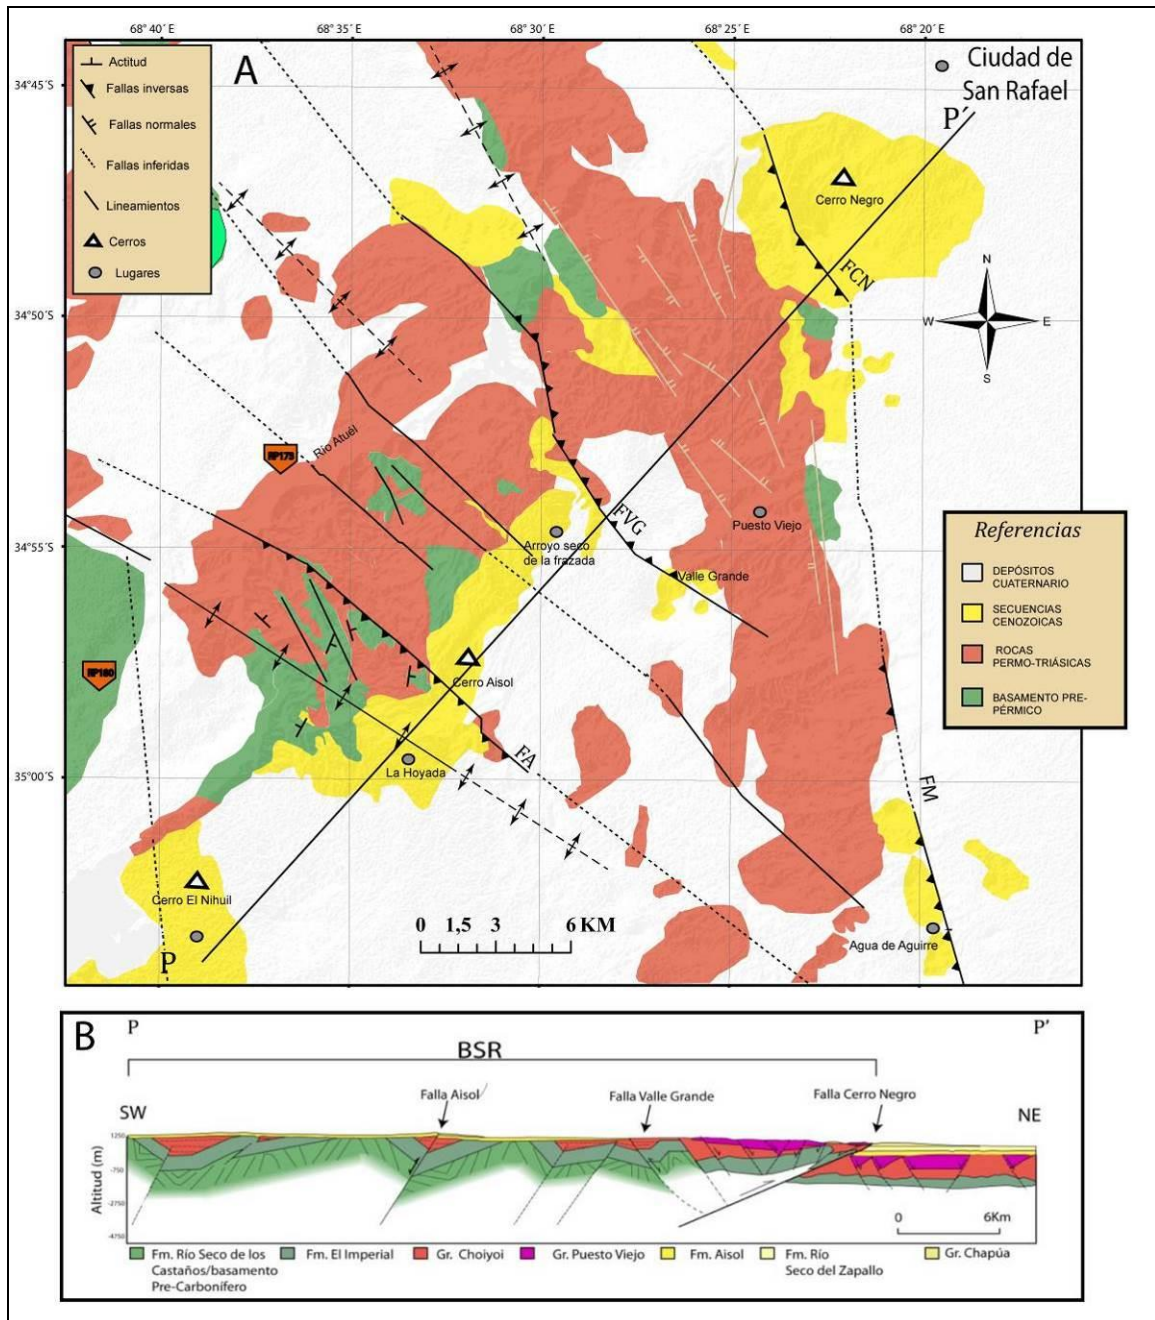 68° 40´ E
68° 35´ E
68° 30´ E
68° 25´ E
68° 20´ E
34°45´S
34°50´S
34°55´S
35°00´S
Actitud
Fallas inversas
Fallas normales
Fallas inferidas
Lineamientos
Cerros
Lugares
A
Ciudad de
San Rafael
P´
Cerro Negro
FCN
N
W
E
S
Río Atuél
RP173
FVG
Puesto Viejo
Arroyo seco
de la frazada
Valle Grande
RP180
Cerro Aisol
FA
La Hoyada
FM
Cerro El Nihuil
P
0 1,5 3 6 KM
Agua de Aguirre
Referencias
DEPÓSITOS
CUATERNARIO
SECUENCIAS
CENOZOICAS
ROCAS
PERMO-TRIÁSICAS
BASAMENTO PRE-
PÉRMICO
B
P
P´
BSR
SW
Falla Aisol
Falla Valle Grande
Falla Cerro Negro
NE
Altitud (m)
1250
-750
-2750
-4750
0 6Km
Fm. Río Seco de los
Castaños/basamento
Pre-Carbonífero
Fm. El Imperial
Gr. Choiyoi
Gr. Puesto Viejo
Fm. Aisol
Fm. Río
Seco del Zapallo
Gr. Chapúa